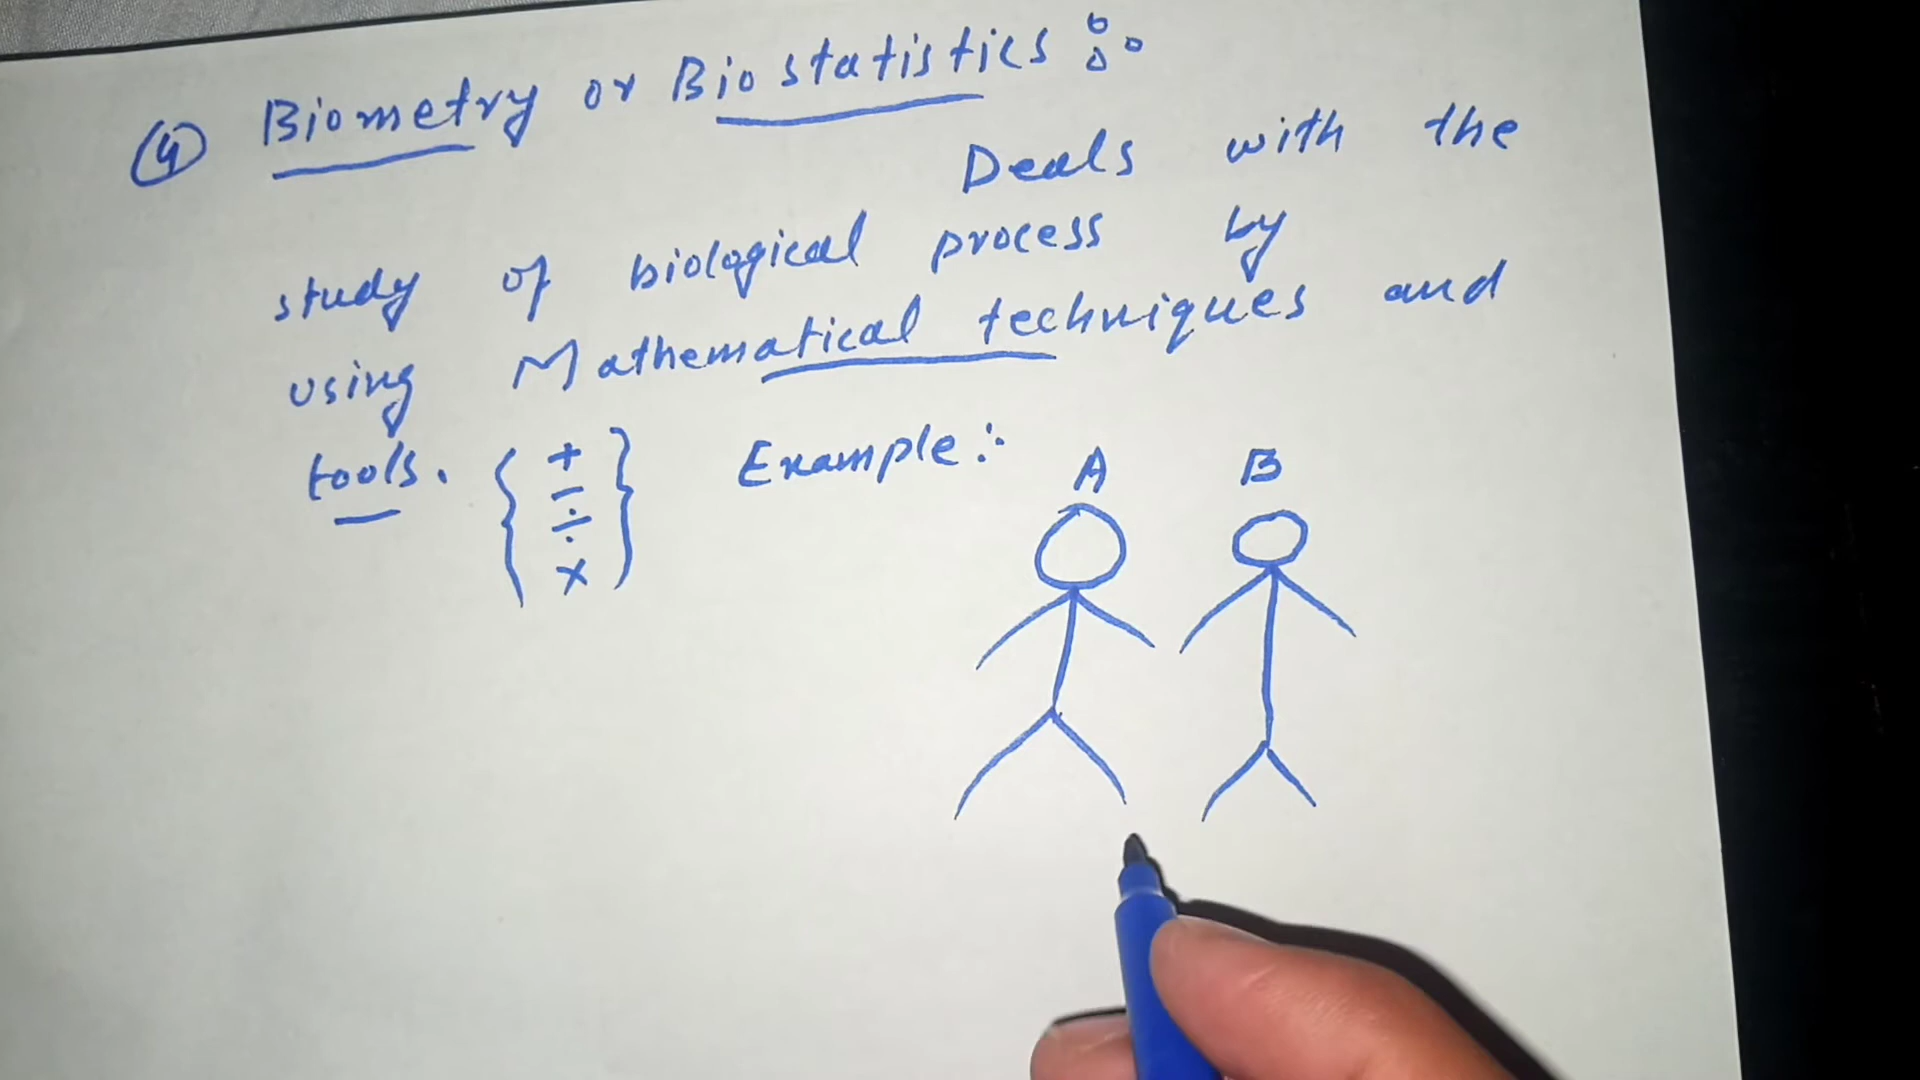 (4) Biometry or Biostatistics :
Deals with the
study of biological process by
using Mathematical techniques and
tools. { + - ÷ × } Example :- A B